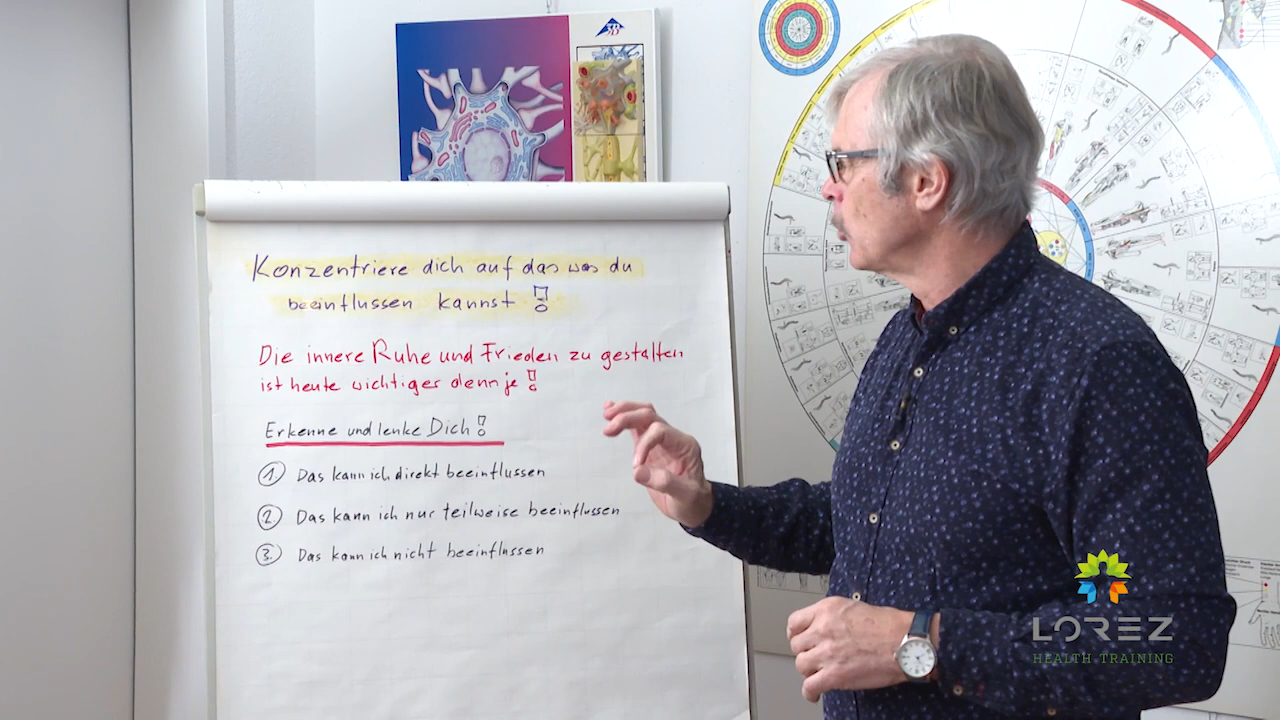 3B
Konzentriere dich auf das was du
beeinflussen kannst !
Die innere Ruhe und Frieden zu gestalten
ist heute wichtiger denn je !
Erkenne und lenke Dich !
1. Das kann ich direkt beeinflussen
2. Das kann ich nur teilweise beeinflussen
3. Das kann ich nicht beeinflussen
LOREZ
HEALTH TRAINING